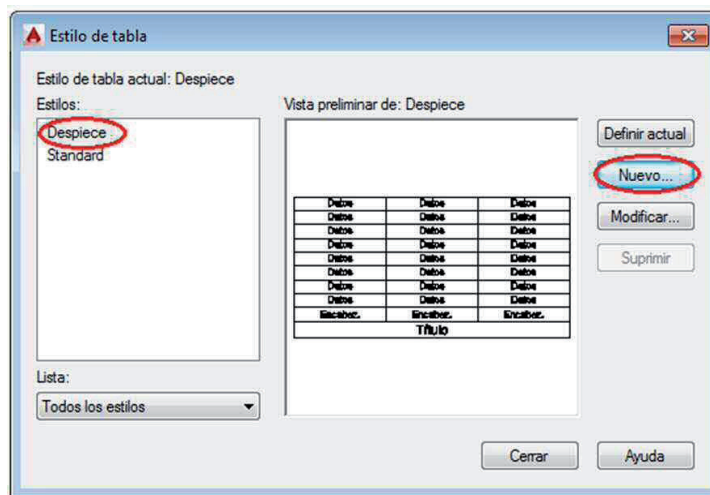 Estilo de tabla
Estilo de tabla actual: Despiece
Estilos:
Despiece
Standard
Vista preliminar de: Despiece
Datos Datos Datos
Datos Datos Datos
Datos Datos Datos
Datos Datos Datos
Datos Datos Datos
Datos Datos Datos
Datos Datos Datos
Datos Datos Datos
Encabez. Encabez. Encabez.
Título
Definir actual
Nuevo...
Modificar...
Suprimir
Lista:
Todos los estilos
Cerrar
Ayuda